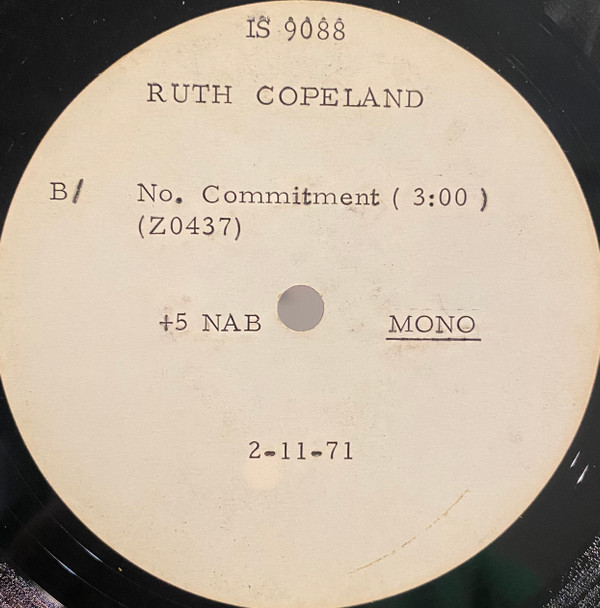 IS 9088
RUTH COPELAND
B/ No. Commitment ( 3:00 )
(Z0437)
+5 NAB MONO
2-11-71